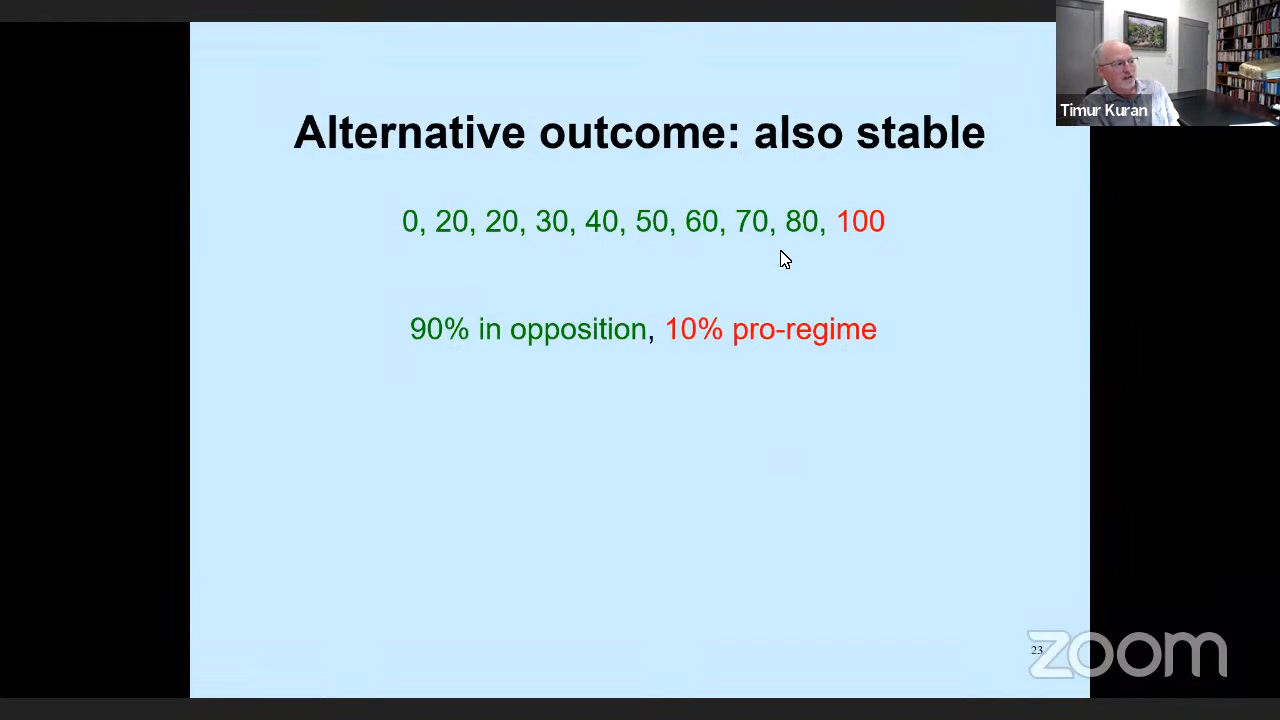 Timur Kuran
Alternative outcome: also stable
0, 20, 20, 30, 40, 50, 60, 70, 80, 100
90% in opposition, 10% pro-regime
23
zoom